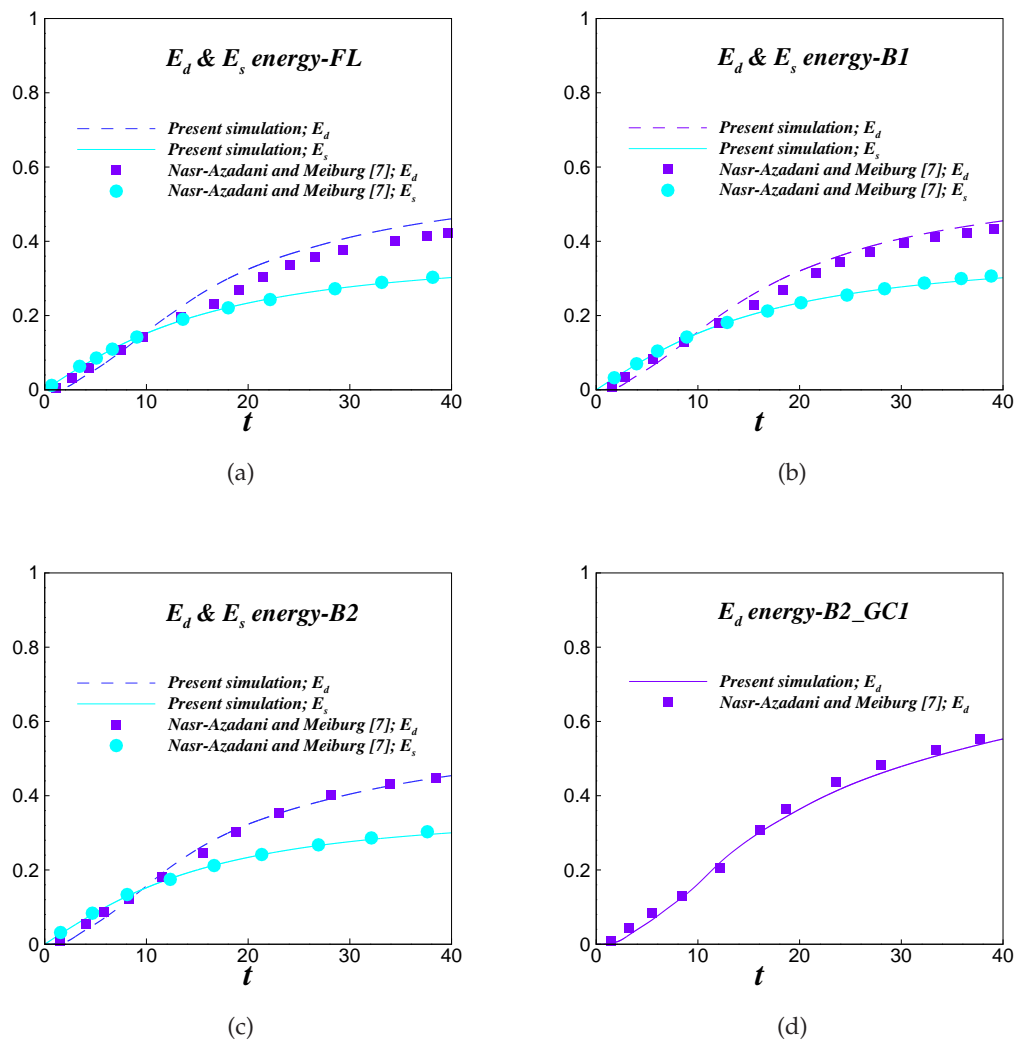 1
0.8
0.6
0.4
0.2
0
0 10 20 30 40
t
E_d & E_s energy-FL
Present simulation; E_d
Present simulation; E_s
Nasr-Azadani and Meiburg [7]; E_d
Nasr-Azadani and Meiburg [7]; E_s
(a)
1
0.8
0.6
0.4
0.2
0
0 10 20 30 40
t
E_d & E_s energy-B1
Present simulation; E_d
Present simulation; E_s
Nasr-Azadani and Meiburg [7]; E_d
Nasr-Azadani and Meiburg [7]; E_s
(b)
1
0.8
0.6
0.4
0.2
0
0 10 20 30 40
t
E_d & E_s energy-B2
Present simulation; E_d
Present simulation; E_s
Nasr-Azadani and Meiburg [7]; E_d
Nasr-Azadani and Meiburg [7]; E_s
(c)
1
0.8
0.6
0.4
0.2
0
0 10 20 30 40
t
E_d energy-B2_GC1
Present simulation; E_d
Nasr-Azadani and Meiburg [7]; E_d
(d)